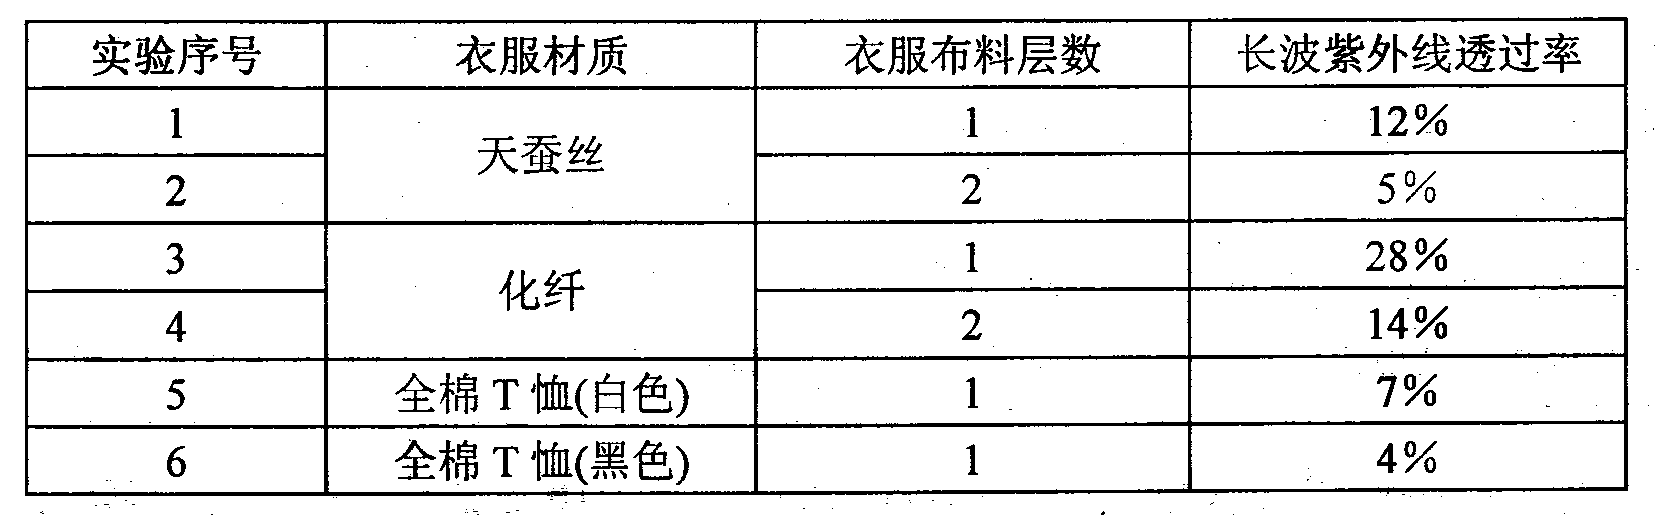 实验序号 衣服材质 衣服布料层数 长波紫外线透过率
1 天蚕丝 1 12%
2 2 5%
3 化纤 1 28%
4 2 14%
5 全棉T恤(白色) 1 7%
6 全棉T恤(黑色) 1 4%